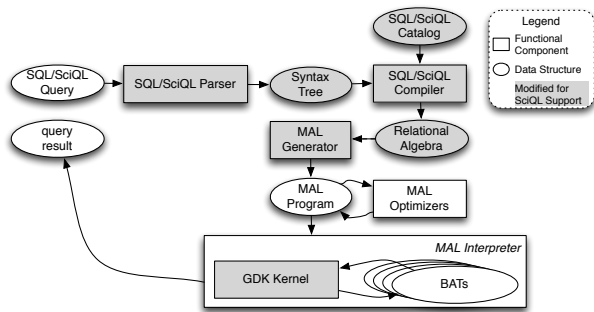 SQL/SciQL
Query
SQL/SciQL Parser
Syntax
Tree
SQL/SciQL
Catalog
SQL/SciQL
Compiler
Legend
Functional
Component
Data Structure
Modified for
SciQL Support
query
result
MAL
Generator
Relational
Algebra
MAL
Program
MAL
Optimizers
MAL Interpreter
GDK Kernel
BATs